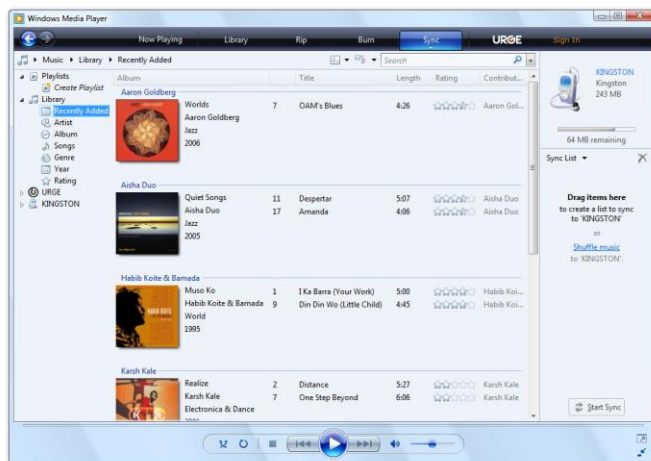 Windows Media Player
Now Playing Library Rip Burn Sync URGE Sign In
Music Library Recently Added Search
Playlists
Create Playlist
Library
Recently Added
Artist
Album
Songs
Genre
Year
Rating
URGE
KINGSTON
Album Title Length Rating Contribut...
Aaron Goldberg
Worlds 7 OAM's Blues 4:26 Aaron Gol...
Aaron Goldberg
Jazz
2006
Aisha Duo
Quiet Songs 11 Despertar 5:07 Aisha Duo
Aisha Duo 17 Amanda 4:06 Aisha Duo
Jazz
2005
Habib Koite & Bamada
Muso Ko 1 I Ka Barra (Your Work) 5:00 Habib Koi...
Habib Koite & Bamada 9 Din Din Wo (Little Child) 4:45 Habib Koi...
World
1995
Karsh Kale
Realize 2 Distance 5:27 Karsh Kale
Karsh Kale 7 One Step Beyond 6:06 Karsh Kale
Electronica & Dance
KINGSTON
Kingston
243 MB
64 MB remaining
Sync List
Drag items here
to create a list to sync
to 'KINGSTON'
or
Shuffle music
to 'KINGSTON'.
Start Sync